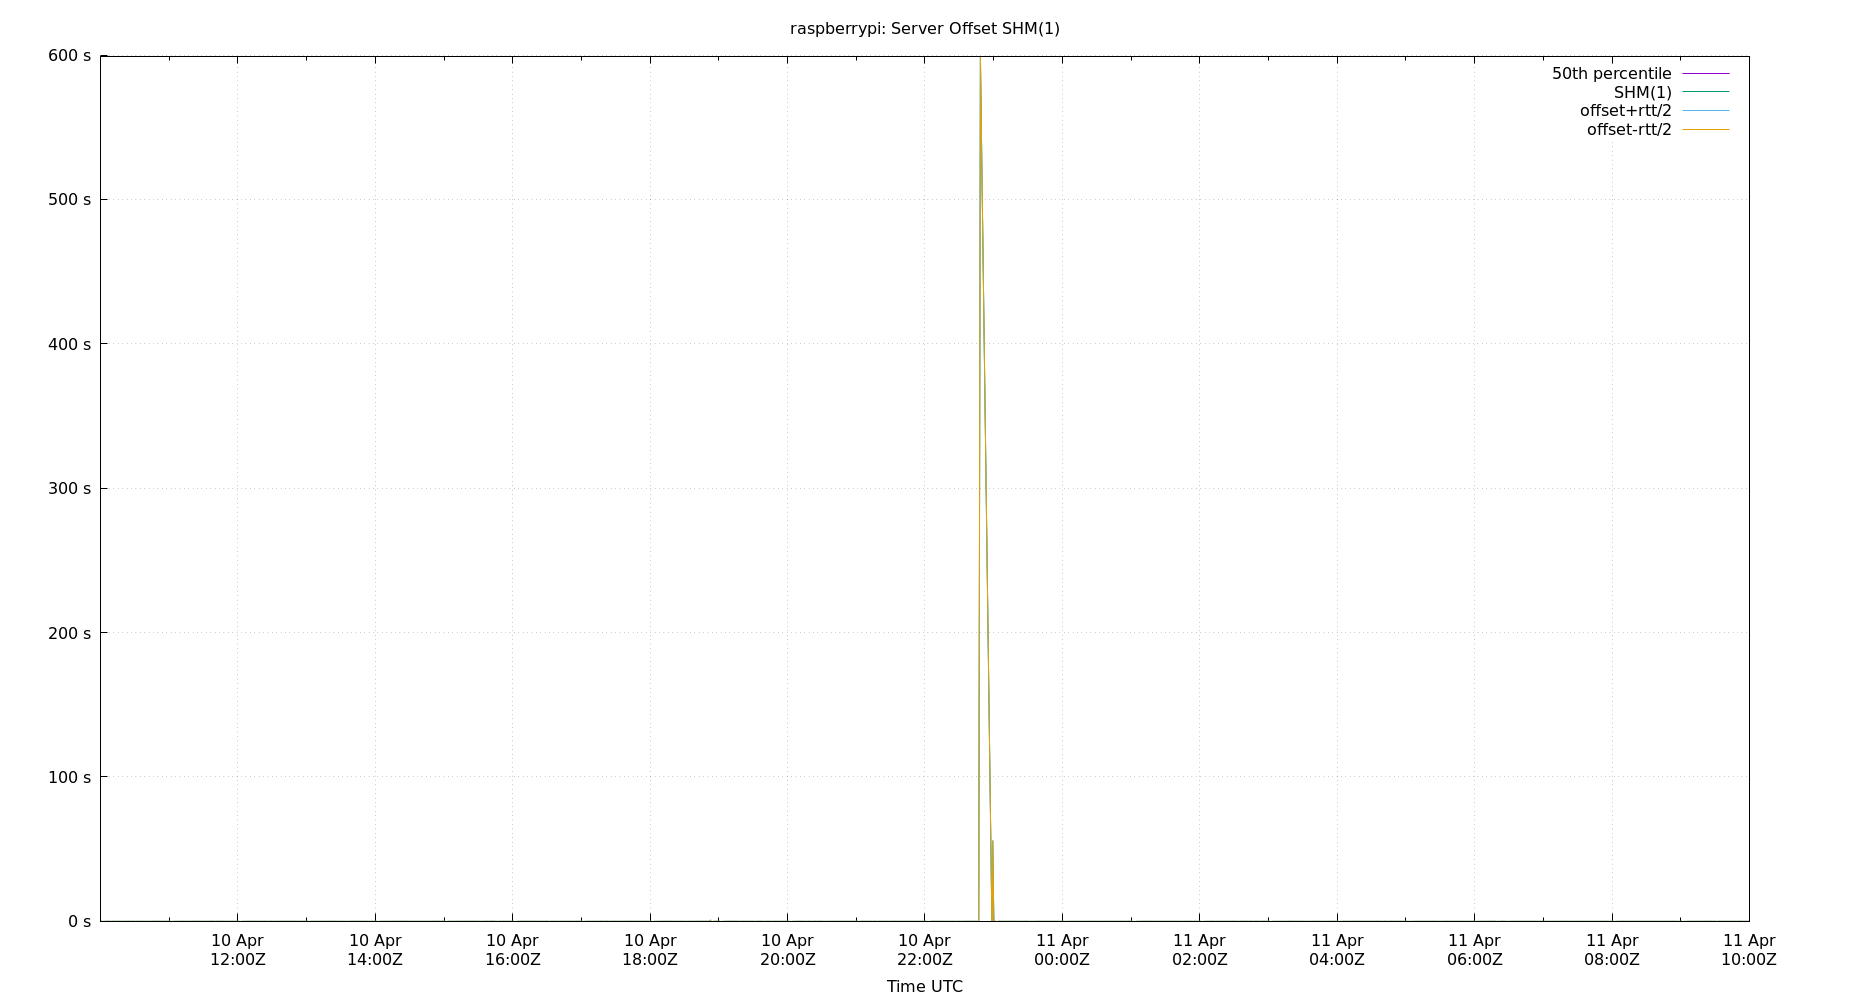 raspberrypi: Server Offset SHM(1)
600 s
500 s
400 s
300 s
200 s
100 s
0 s
50th percentile
SHM(1)
offset+rtt/2
offset-rtt/2
10 Apr 10 Apr 10 Apr 10 Apr 10 Apr 10 Apr 11 Apr 11 Apr 11 Apr 11 Apr 11 Apr 11 Apr
12:00Z 14:00Z 16:00Z 18:00Z 20:00Z 22:00Z 00:00Z 02:00Z 04:00Z 06:00Z 08:00Z 10:00Z
Time UTC